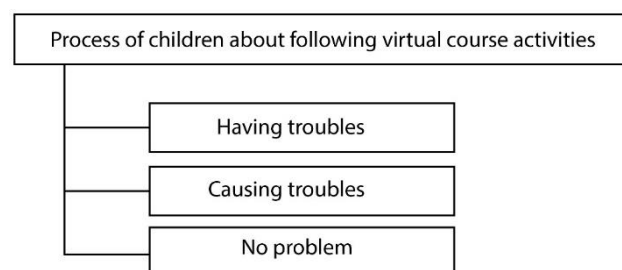 Process of children about following virtual course activities
Having troubles
Causing troubles
No problem